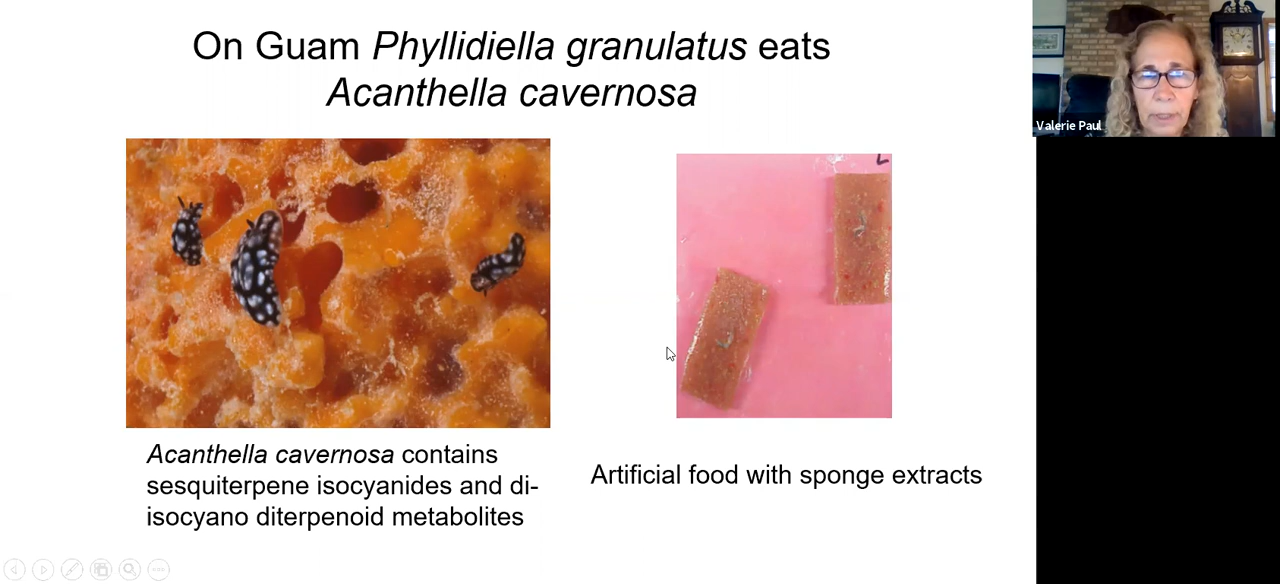 On Guam Phyllidiella granulatus eats
Acanthella cavernosa
Valerie Paul
Acanthella cavernosa contains
sesquiterpene isocyanides and di-
isocyano diterpenoid metabolites
Artificial food with sponge extracts